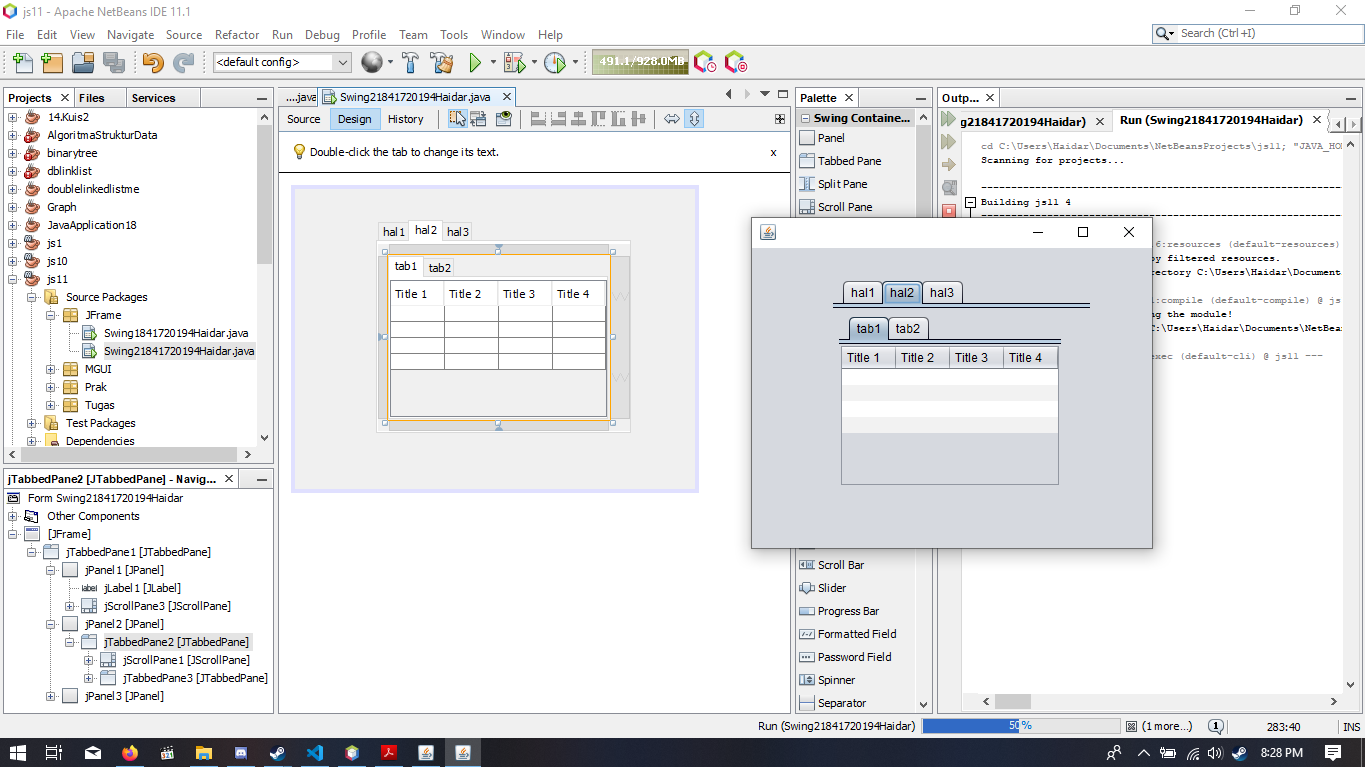 js11 - Apache NetBeans IDE 11.1
File Edit View Navigate Source Refactor Run Debug Profile Team Tools Window Help
Search (Ctrl +I)
<default config>
491.1/928.0MB
Projects Files Services
14.Kuis2
AlgoritmaStrukturData
binarytree
dblinklist
doublelinkedlistme
Graph
JavaApplication18
js1
js10
js11
Source Packages
JFrame
Swing1841720194Haidar.java
Swing21841720194Haidar.java
MGUI
Prak
Tugas
Test Packages
Dependencies
jTabbedPane2 [JTabbedPane] - Navig...
Form Swing21841720194Haidar
Other Components
[JFrame]
jTabbedPane1 [JTabbedPane]
jPanel1 [JPanel]
label jLabel1 [JLabel]
jScrollPane3 [JScrollPane]
jPanel2 [JPanel]
jTabbedPane2 [JTabbedPane]
jScrollPane1 [JScrollPane]
jTabbedPane3 [JTabbedPane]
jPanel3 [JPanel]
....java Swing21841720194Haidar.java
Source Design History
Double-click the tab to change its text. x
hal1 hal2 hal3
tab1 tab2
Title 1 Title 2 Title 3 Title 4
Palette
Swing Containe...
Panel
Tabbed Pane
Split Pane
Scroll Pane
Scroll Bar
Slider
Progress Bar
Formatted Field
Password Field
Spinner
Separator
Outp...
g21841720194Haidar) Run (Swing21841720194Haidar)
cd C:\Users\Haidar\Documents\NetBeansProjects\js11; "JAVA_HO
Scanning for projects...
Building js11 4
6:resources (default-resources)
by filtered resources.
rectory C:\Users\Haidar\Document
1:compile (default-compile) @ js
ng the module!
C:\Users\Haidar\Documents\NetBea
exec (default-cli) @ js11 ---
hal1 hal2 hal3
tab1 tab2
Title 1 Title 2 Title 3 Title 4
Run (Swing21841720194Haidar) 50% (1 more...) 1 283:40 INS
8:28 PM